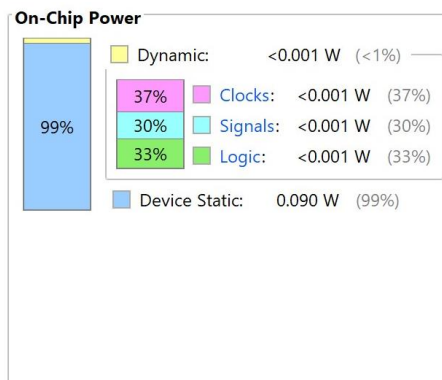 On-Chip Power
Dynamic: <0.001 W (<1%)
37% Clocks: <0.001 W (37%)
99% 30% Signals: <0.001 W (30%)
33% Logic: <0.001 W (33%)
Device Static: 0.090 W (99%)